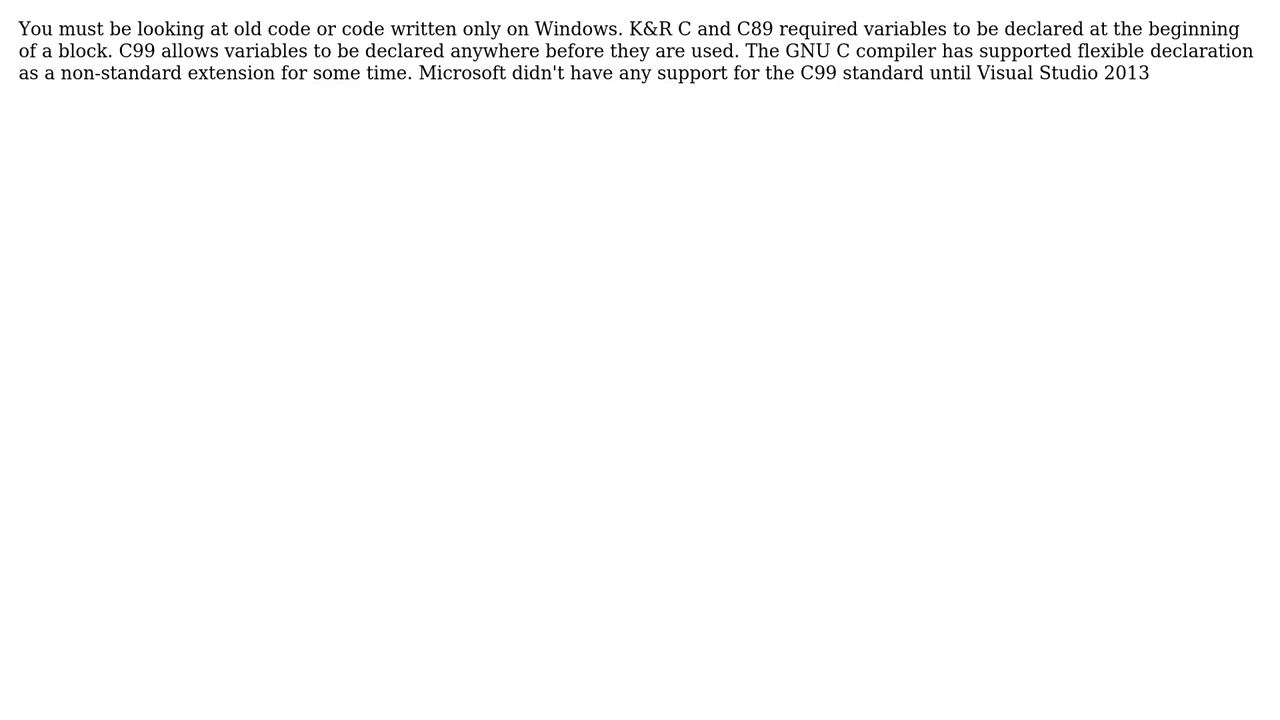 You must be looking at old code or code written only on Windows. K&R C and C89 required variables to be declared at the beginning
of a block. C99 allows variables to be declared anywhere before they are used. The GNU C compiler has supported flexible declaration
as a non-standard extension for some time. Microsoft didn't have any support for the C99 standard until Visual Studio 2013